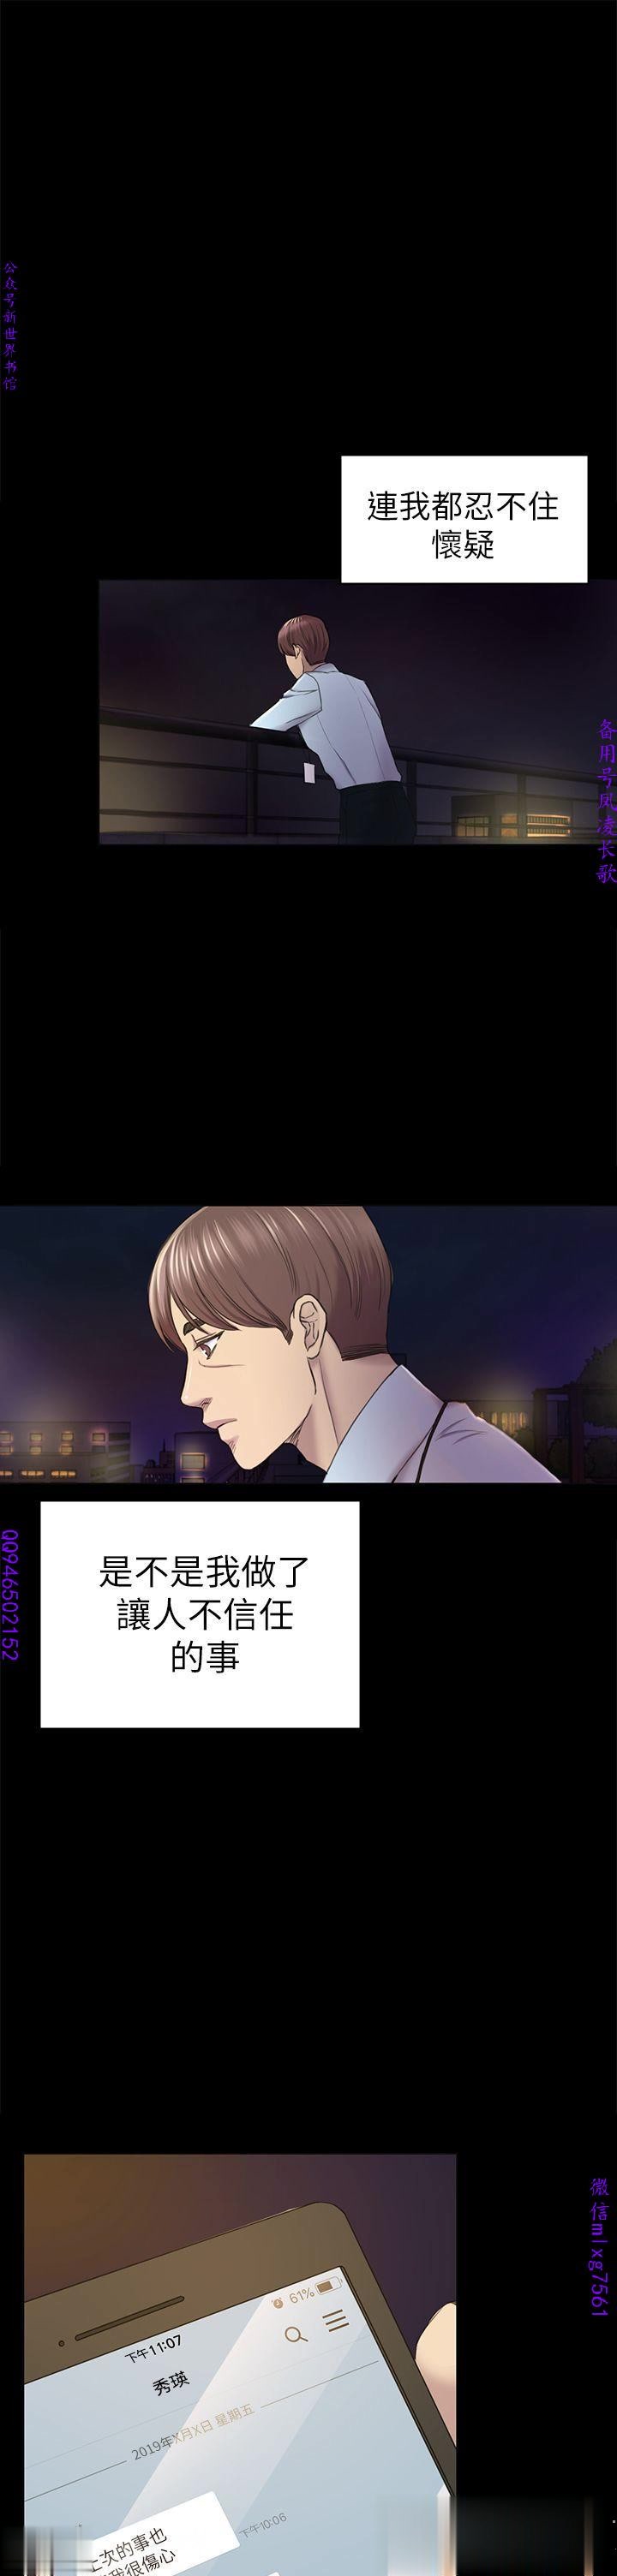 公众号新世界书馆
連我都忍不住
懷疑
备用号凤凌长歌
是不是我做了
讓人不信任
的事
QQ946502152
微信mlxg7561
61%
下午11:07
秀瑛
2019年X月X日 星期五
下午10:06
上次的事也
我很傷心